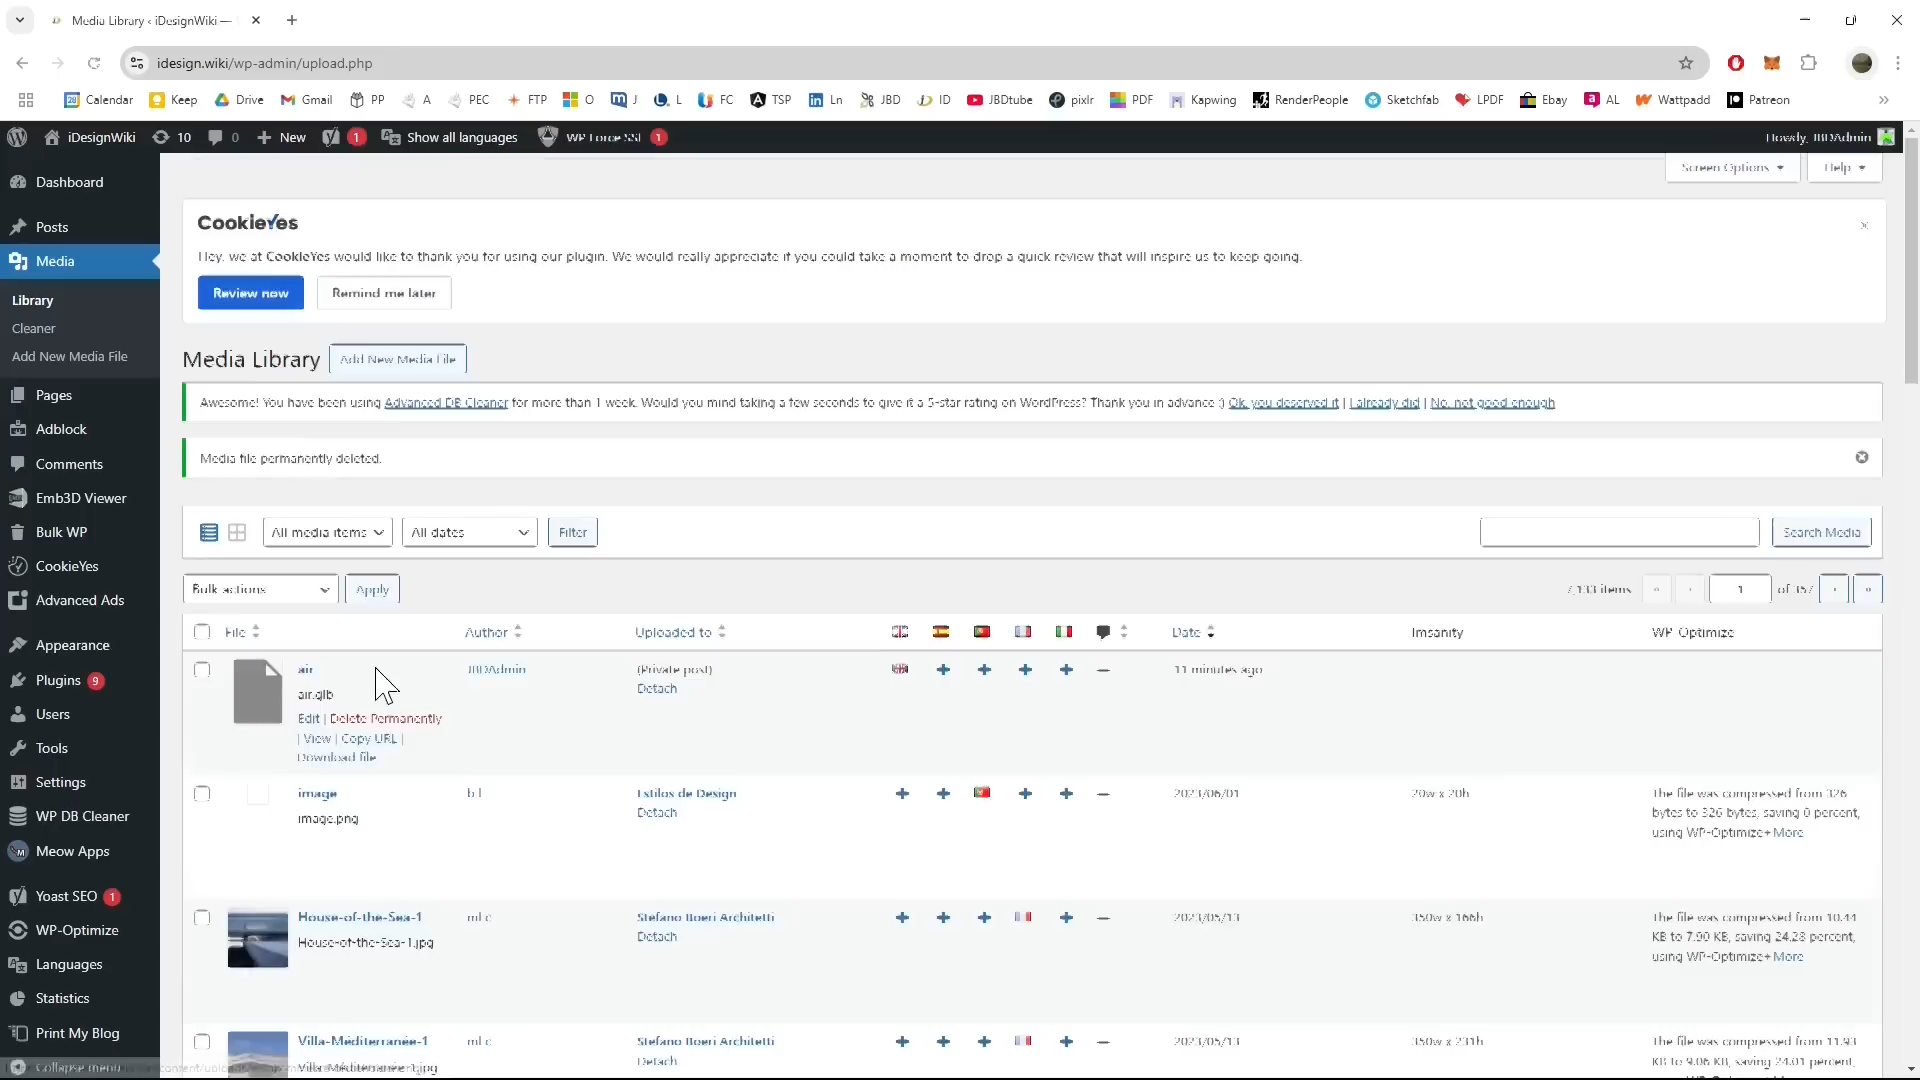 Media Library ‹ iDesignWiki —
idesign.wiki/wp-admin/upload.php
Calendar Keep Drive Gmail PP A PEC FTP O J L FC TSP Ln JBD ID JBDtube pixlr PDF Kapwing RenderPeople Sketchfab LPDF Ebay AL Wattpadd Patreon
iDesignWiki 10 0 New 1 Show all languages WP Force SSL 1 Howdy, JBDAdmin
Screen Options Help
Dashboard
Posts
Media
Library
Cleaner
Add New Media File
Pages
Adblock
Comments
Emb3D Viewer
Bulk WP
CookieYes
Advanced Ads
Appearance
Plugins 9
Users
Tools
Settings
WP DB Cleaner
Meow Apps
Yoast SEO 1
WP-Optimize
Languages
Statistics
Print My Blog
Collapse menu
CookieYes
Hey, we at CookieYes would like to thank you for using our plugin. We would really appreciate if you could take a moment to drop a quick review that will inspire us to keep going.
Review now Remind me later
Media Library Add New Media File
Awesome! You have been using Advanced DB Cleaner for more than 1 week. Would you mind taking a few seconds to give it a 5-star rating on WordPress? Thank you in advance :) Ok, you deserved it | I already did | No, not good enough
Media file permanently deleted.
All media items All dates Filter Search Media
Bulk actions Apply 7,133 items « ‹ 1 of 357 › »
File Author Uploaded to Date Imsanity WP-Optimize
air JBDAdmin (Private post) — 11 minutes ago
air.glb Detach
Edit | Delete Permanently
| View | Copy URL |
Download file
image b l Estilos de Design — 2023/06/01 20w x 20h The file was compressed from 326
image.png Detach bytes to 326 bytes, saving 0 percent,
using WP-Optimize+ More
House-of-the-Sea-1 ml c Stefano Boeri Architetti — 2023/05/13 350w x 166h The file was compressed from 10.44
House-of-the-Sea-1.jpg Detach KB to 7.90 KB, saving 24.28 percent,
using WP-Optimize+ More
Villa-Méditerranée-1 ml c Stefano Boeri Architetti — 2023/05/13 350w x 231h The file was compressed from 11.93
Villa-Méditerranée-1.jpg Detach KB to 9.06 KB, saving 24.01 percent,